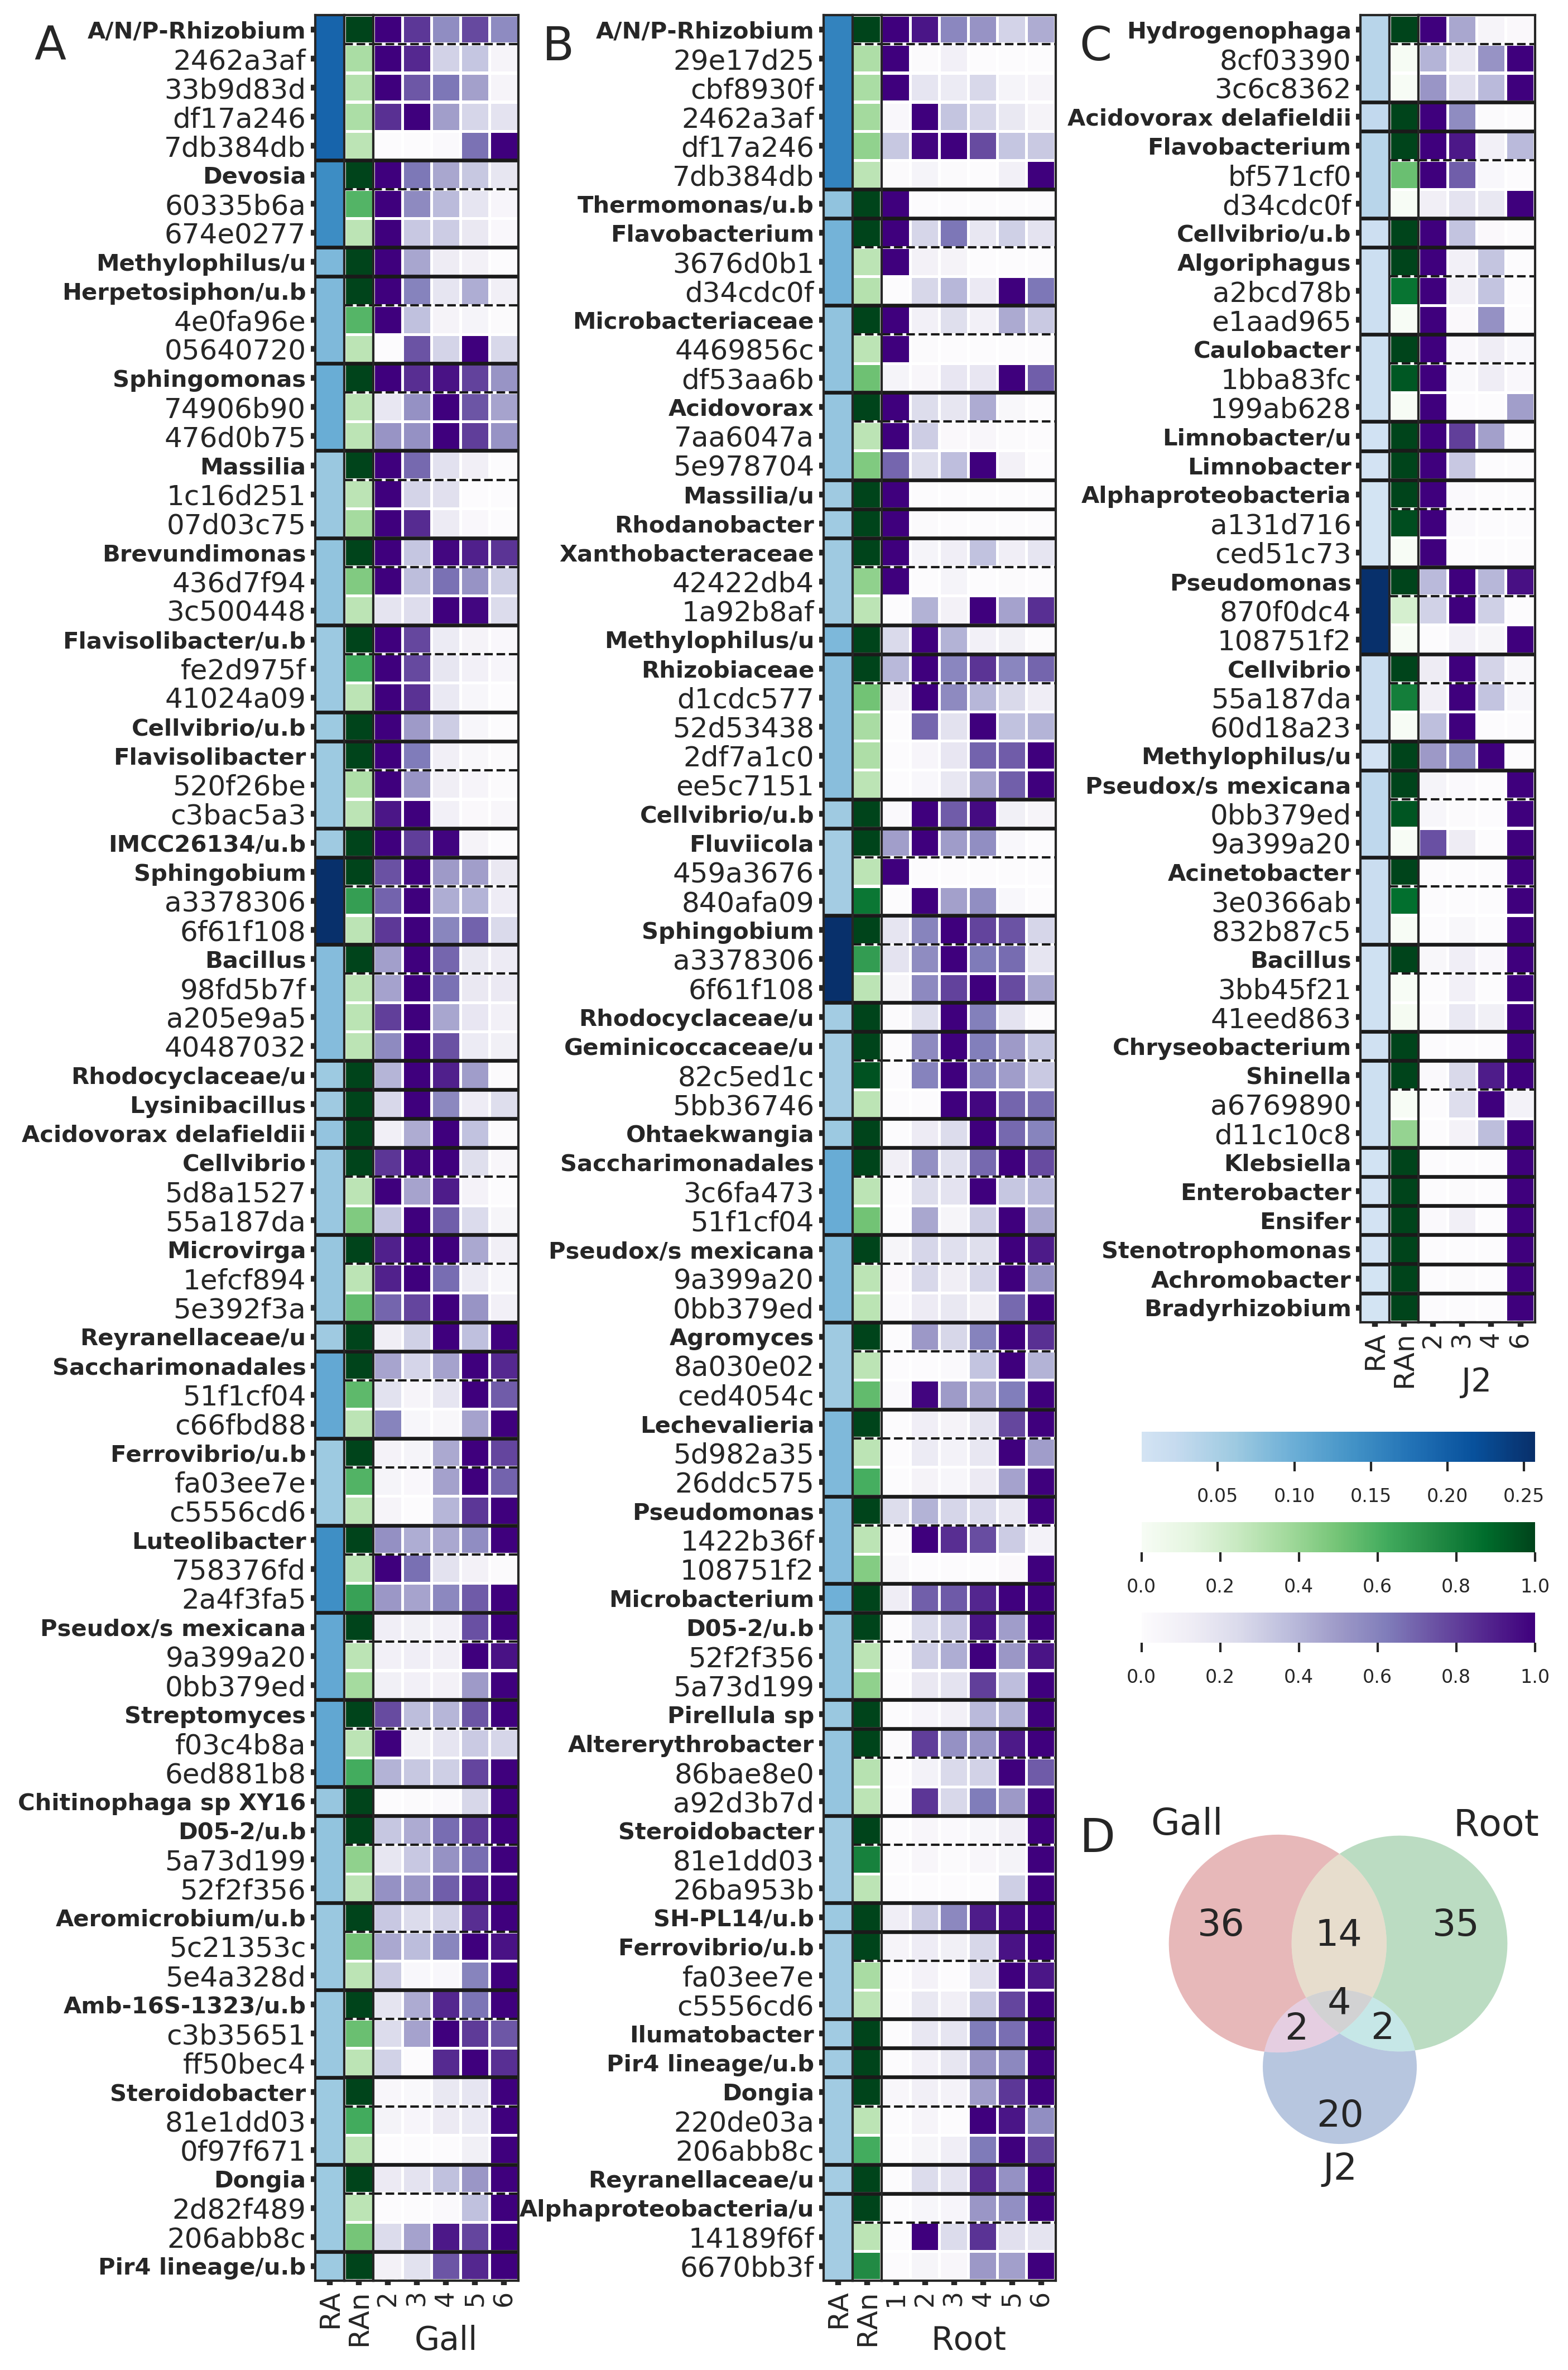 A
A/N/P-Rhizobium
2462a3af
33b9d83d
df17a246
7db384db
Devosia
60335b6a
674e0277
Methylophilus/u
Herpetosiphon/u.b
4e0fa96e
05640720
Sphingomonas
74906b90
476d0b75
Massilia
1c16d251
07d03c75
Brevundimonas
436d7f94
3c500448
Flavisolibacter/u.b
fe2d975f
41024a09
Cellvibrio/u.b
Flavisolibacter
520f26be
c3bac5a3
IMCC26134/u.b
Sphingobium
a3378306
6f61f108
Bacillus
98fd5b7f
a205e9a5
40487032
Rhodocyclaceae/u
Lysinibacillus
Acidovorax delafieldii
Cellvibrio
5d8a1527
55a187da
Microvirga
1efcf894
5e392f3a
Reyranellaceae/u
Saccharimonadales
51f1cf04
c66fbd88
Ferrovibrio/u.b
fa03ee7e
c5556cd6
Luteolibacter
758376fd
2a4f3fa5
Pseudox/s mexicana
9a399a20
0bb379ed
Streptomyces
f03c4b8a
6ed881b8
Chitinophaga sp XY16
D05-2/u.b
5a73d199
52f2f356
Aeromicrobium/u.b
5c21353c
5e4a328d
Amb-16S-1323/u.b
c3b35651
ff50bec4
Steroidobacter
81e1dd03
0f97f671
Dongia
2d82f489
206abb8c
Pir4 lineage/u.b
RA RAn 2 3 4 5 6
Gall
B
A/N/P-Rhizobium
29e17d25
cbf8930f
2462a3af
df17a246
7db384db
Thermomonas/u.b
Flavobacterium
3676d0b1
d34cdc0f
Microbacteriaceae
4469856c
df53aa6b
Acidovorax
7aa6047a
5e978704
Massilia/u
Rhodanobacter
Xanthobacteraceae
42422db4
1a92b8af
Methylophilus/u
Rhizobiaceae
d1cdc577
52d53438
2df7a1c0
ee5c7151
Cellvibrio/u.b
Fluviicola
459a3676
840afa09
Sphingobium
a3378306
6f61f108
Rhodocyclaceae/u
Geminicoccaceae/u
82c5ed1c
5bb36746
Ohtaekwangia
Saccharimonadales
3c6fa473
51f1cf04
Pseudox/s mexicana
9a399a20
0bb379ed
Agromyces
8a030e02
ced4054c
Lechevalieria
5d982a35
26ddc575
Pseudomonas
1422b36f
108751f2
Microbacterium
D05-2/u.b
52f2f356
5a73d199
Pirellula sp
Altererythrobacter
86bae8e0
a92d3b7d
Steroidobacter
81e1dd03
26ba953b
SH-PL14/u.b
Ferrovibrio/u.b
fa03ee7e
c5556cd6
Ilumatobacter
Pir4 lineage/u.b
Dongia
220de03a
206abb8c
Reyranellaceae/u
Alphaproteobacteria/u
14189f6f
6670bb3f
RA RAn 1 2 3 4 5 6
Root
C
Hydrogenophaga
8cf03390
3c6c8362
Acidovorax delafieldii
Flavobacterium
bf571cf0
d34cdc0f
Cellvibrio/u.b
Algoriphagus
a2bcd78b
e1aad965
Caulobacter
1bba83fc
199ab628
Limnobacter/u
Limnobacter
Alphaproteobacteria
a131d716
ced51c73
Pseudomonas
870f0dc4
108751f2
Cellvibrio
55a187da
60d18a23
Methylophilus/u
Pseudox/s mexicana
0bb379ed
9a399a20
Acinetobacter
3e0366ab
832b87c5
Bacillus
3bb45f21
41eed863
Chryseobacterium
Shinella
a6769890
d11c10c8
Klebsiella
Enterobacter
Ensifer
Stenotrophomonas
Achromobacter
Bradyrhizobium
RA RAn 2 3 4 6
J2
0.05 0.10 0.15 0.20 0.25
0.0 0.2 0.4 0.6 0.8 1.0
0.0 0.2 0.4 0.6 0.8 1.0
D
Gall Root
36 14 35
4
2 2
20
J2